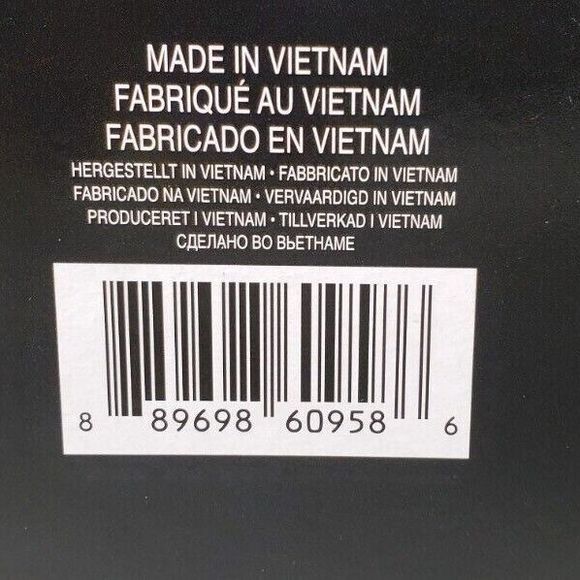 MADE IN VIETNAM
FABRIQUÉ AU VIETNAM
FABRICADO EN VIETNAM
HERGESTELLT IN VIETNAM • FABBRICATO IN VIETNAM
FABRICADO NA VIETNAM • VERVAARDIGD IN VIETNAM
PRODUCERET I VIETNAM • TILLVERKAD I VIETNAM
СДЕЛАНО ВО ВЬЕТНАМЕ
8 89698 60958 6